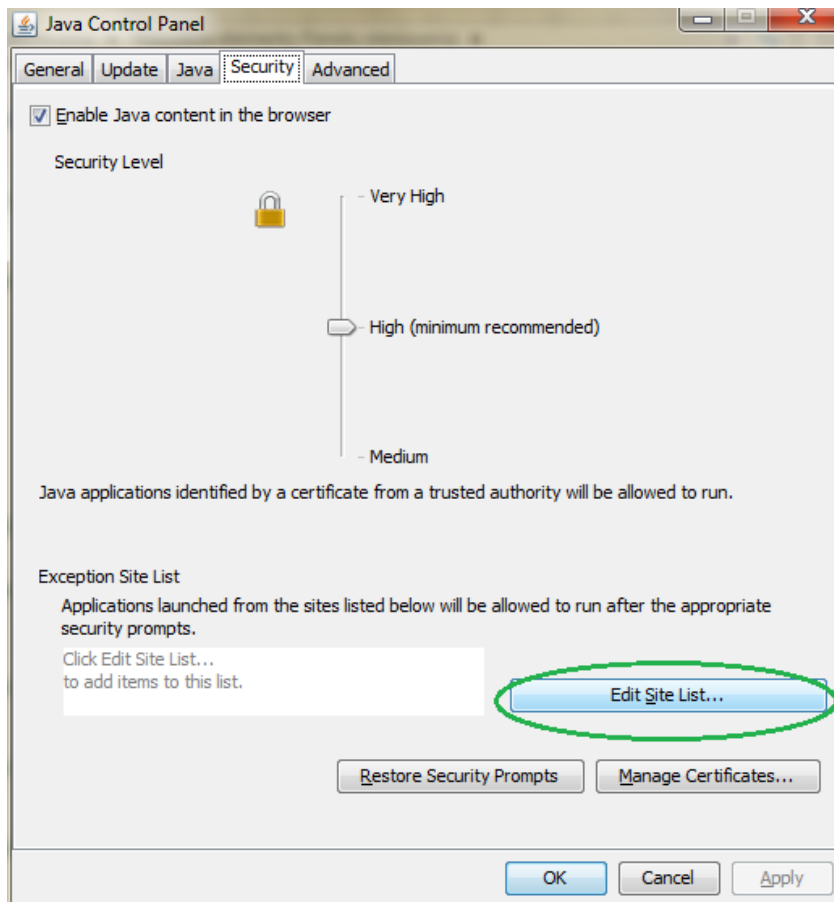 Java Control Panel
General Update Java Security Advanced
Enable Java content in the browser
Security Level
Very High
High (minimum recommended)
Medium
Java applications identified by a certificate from a trusted authority will be allowed to run.
Exception Site List
Applications launched from the sites listed below will be allowed to run after the appropriate
security prompts.
Click Edit Site List...
to add items to this list.
Edit Site List...
Restore Security Prompts Manage Certificates...
OK Cancel Apply